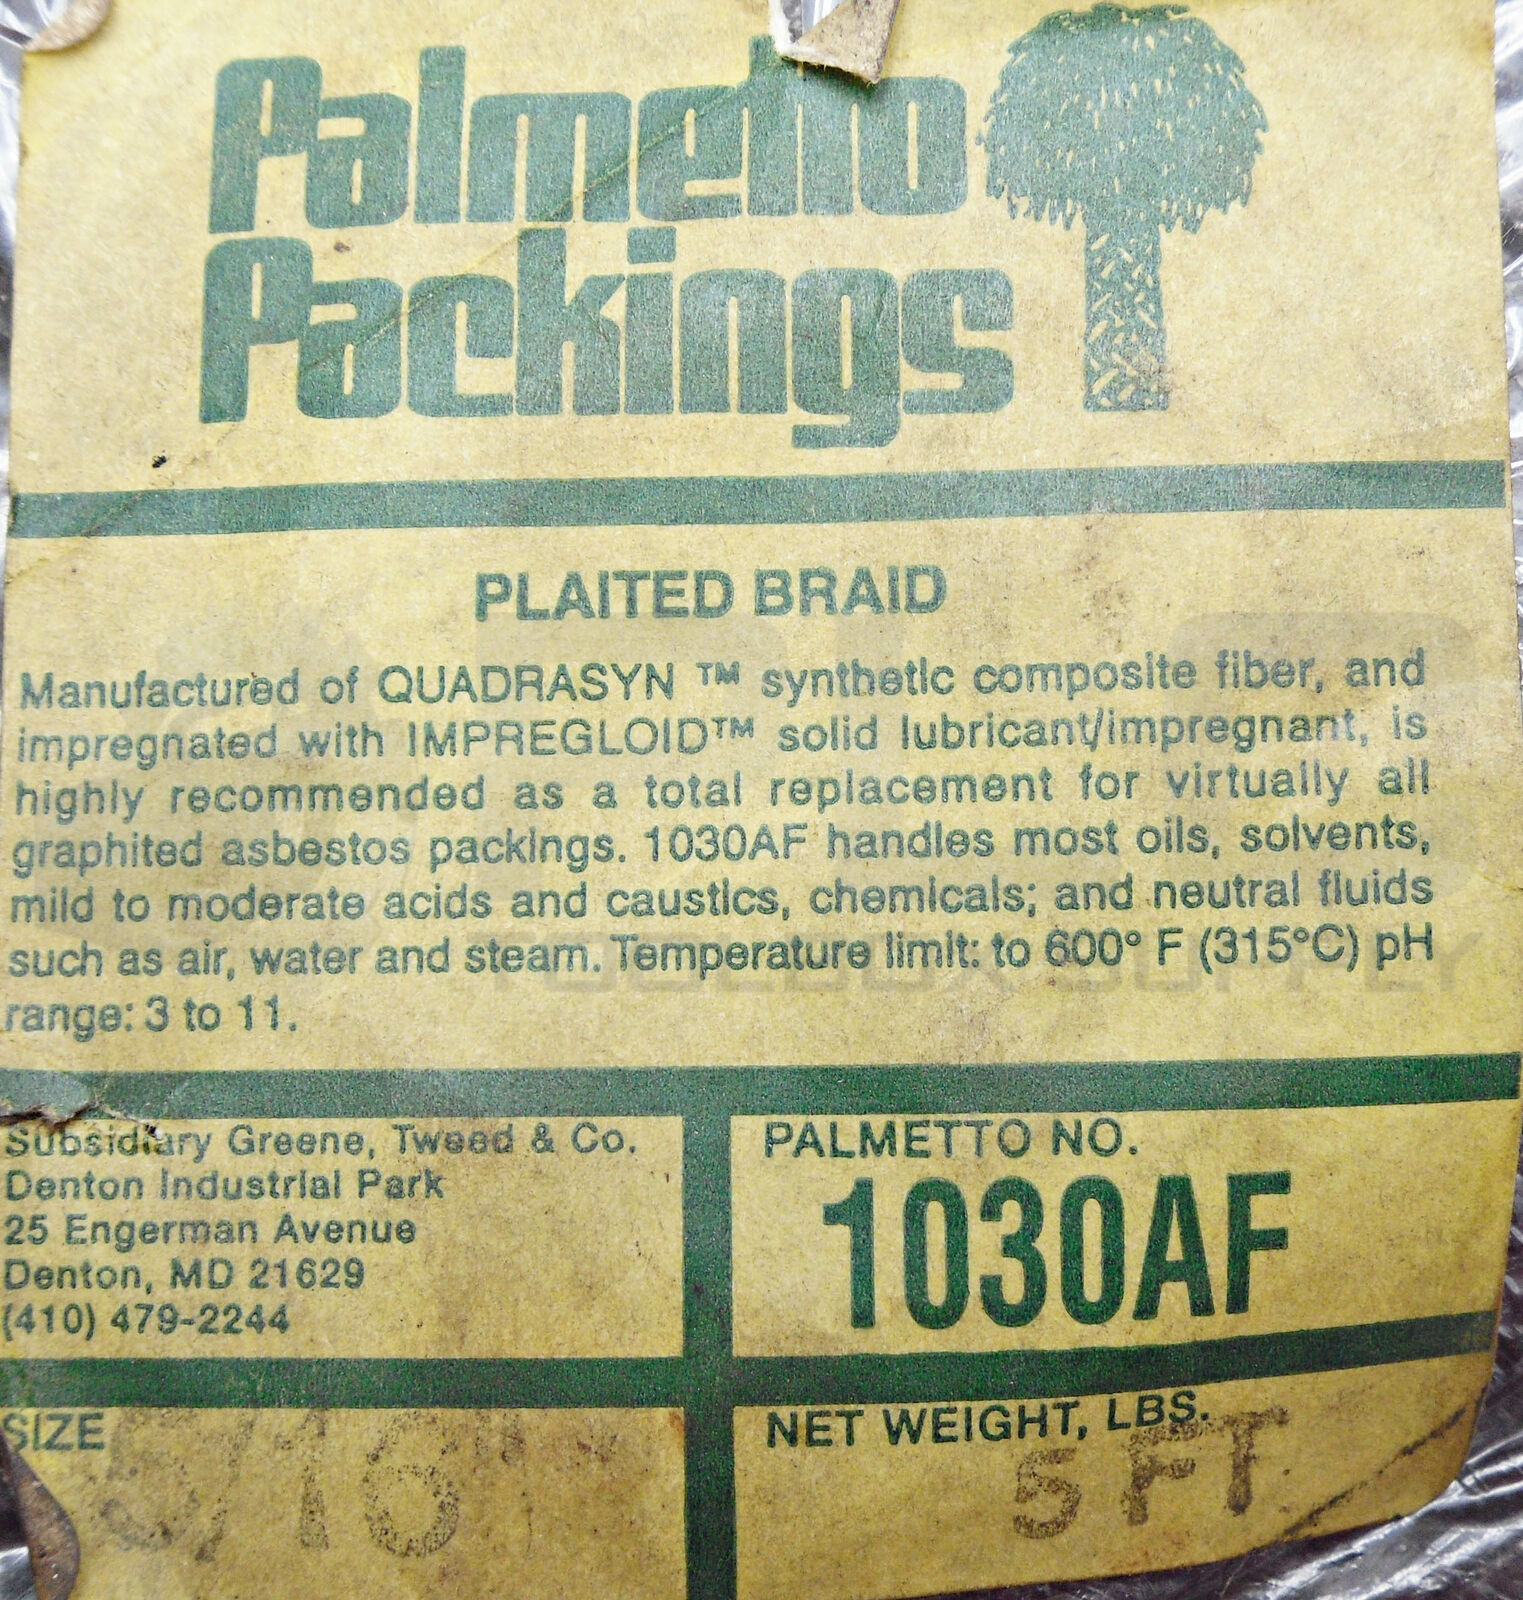 Palmetto
Packings
PLAITED BRAID
Manufactured of QUADRASYN ™ synthetic composite fiber, and
impregnated with IMPREGLOID™ solid lubricant/impregnant, is
highly recommended as a total replacement for virtually all
graphited asbestos packings. 1030AF handles most oils, solvents,
mild to moderate acids and caustics, chemicals; and neutral fluids
such as air, water and steam. Temperature limit: to 600° F (315°C) pH
range: 3 to 11.
Subsidiary Greene, Tweed & Co.
Denton Industrial Park
25 Engerman Avenue
Denton, MD 21629
(410) 479-2244
PALMETTO NO.
1030AF
SIZE
5/16"
NET WEIGHT, LBS.
5 FT